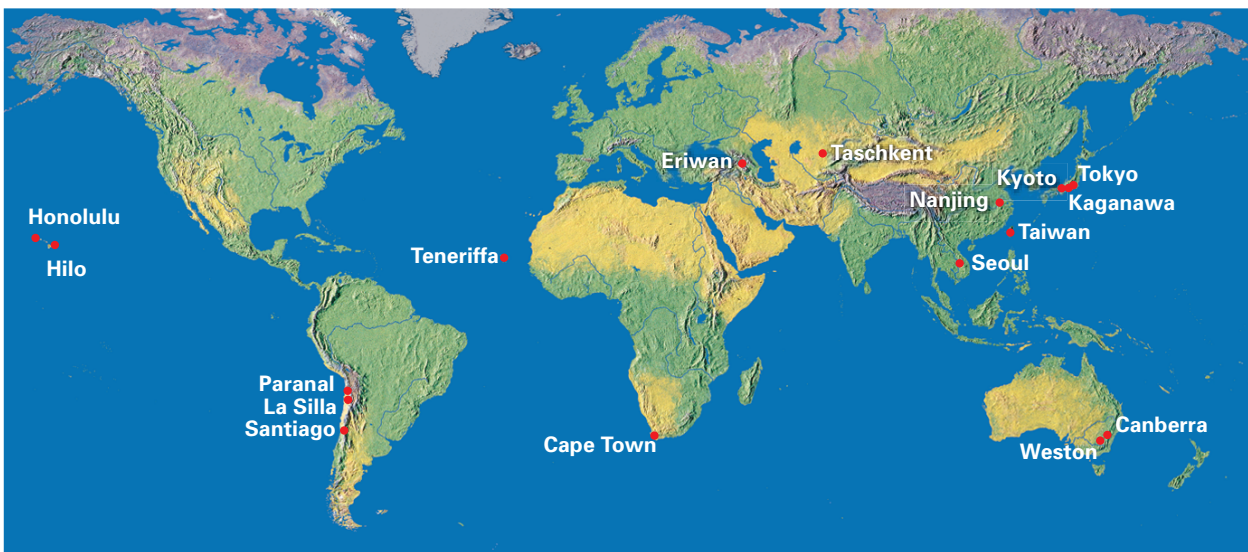 Honolulu
Hilo
Paranal
La Silla
Santiago
Teneriffa
Cape Town
Eriwan
Taschkent
Kyoto
Tokyo
Nanjing
Kaganawa
Taiwan
Seoul
Canberra
Weston